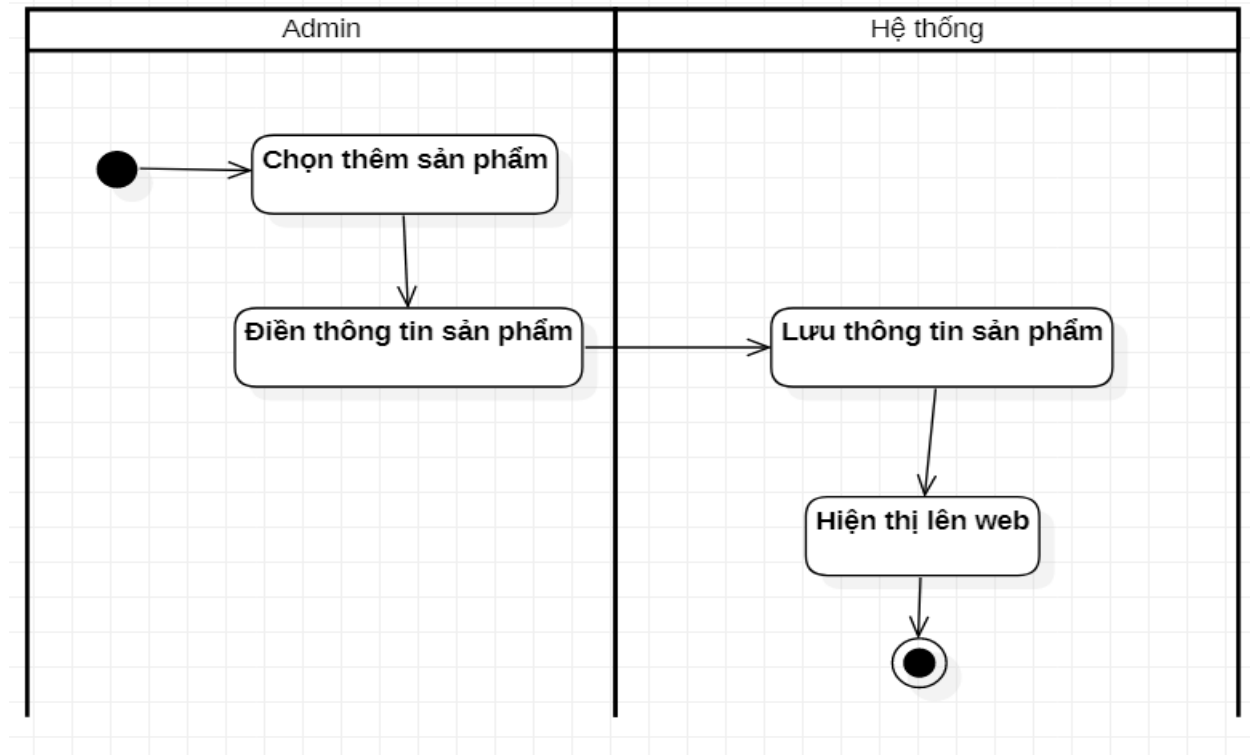 Admin
Hệ thống
Chọn thêm sản phẩm
Điền thông tin sản phẩm
Lưu thông tin sản phẩm
Hiện thị lên web